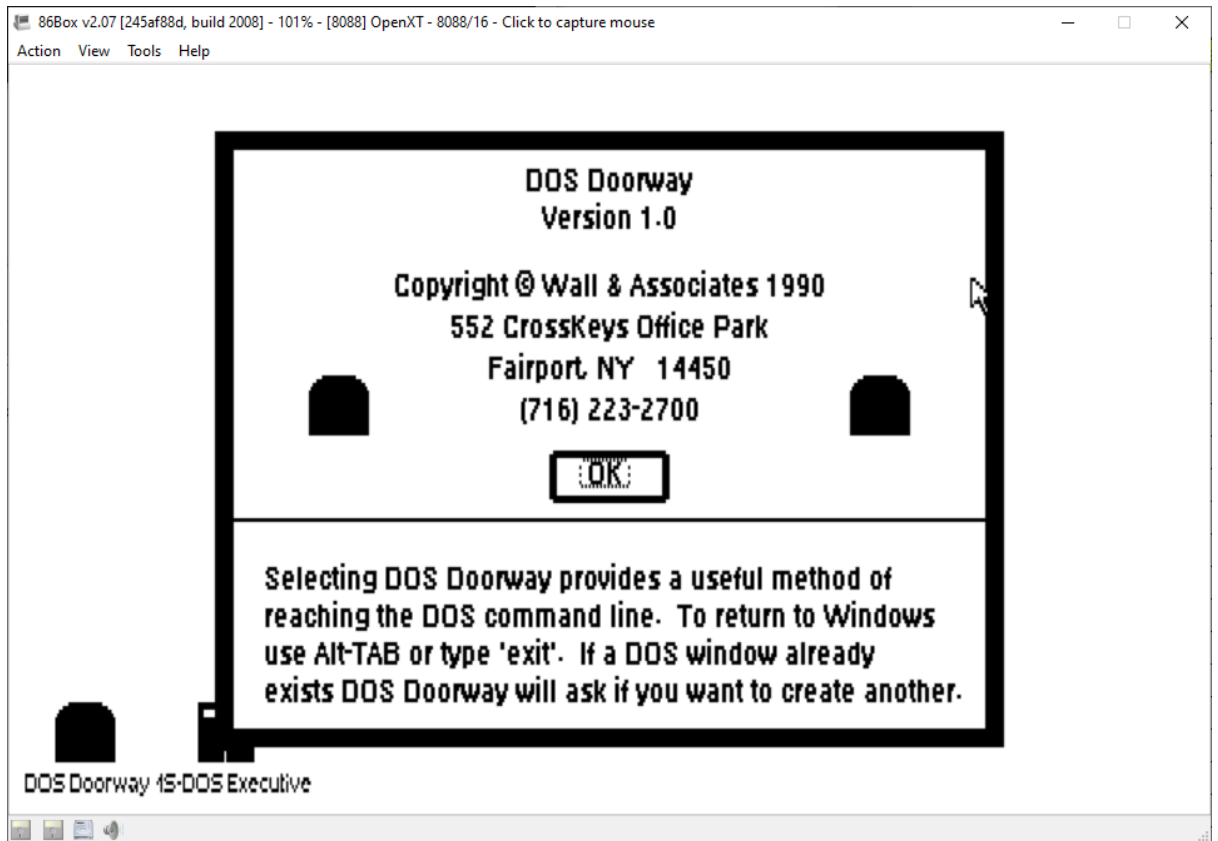 86Box v2.07 [245af88d, build 2008] - 101% - [8088] OpenXT - 8088/16 - Click to capture mouse
Action View Tools Help
DOS Doorway
Version 1.0
Copyright © Wall & Associates 1990
552 CrossKeys Office Park
Fairport, NY 14450
(716) 223-2700
OK
Selecting DOS Doorway provides a useful method of
reaching the DOS command line. To return to Windows
use Alt-TAB or type 'exit'. If a DOS window already
exists DOS Doorway will ask if you want to create another.
DOS Doorway S-DOS Executive